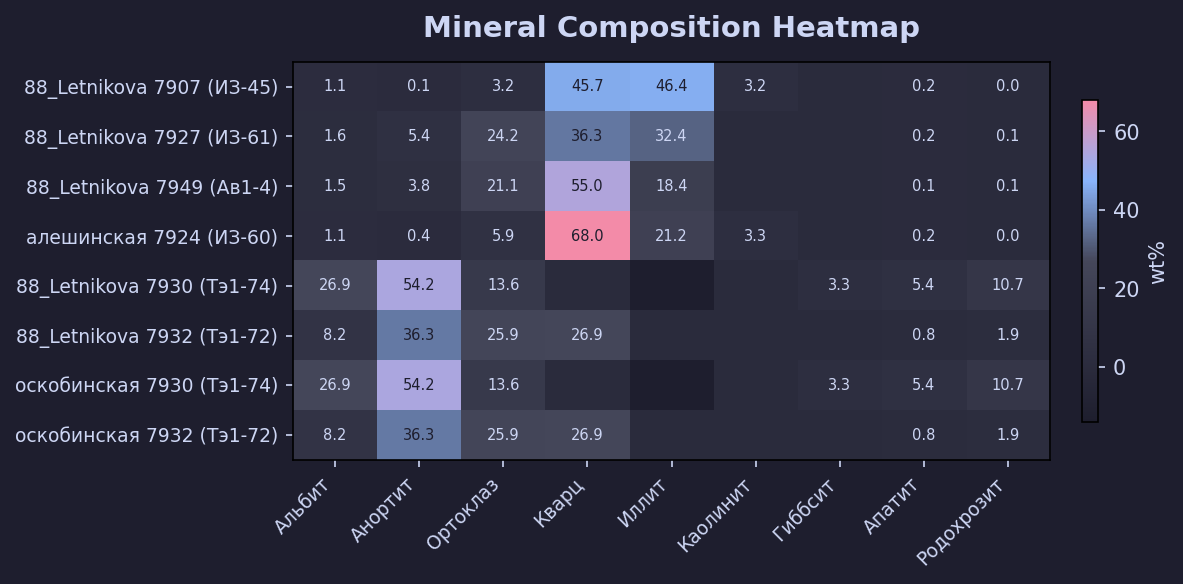 Mineral Composition Heatmap
88_Letnikova 7907 (ИЗ-45) 1.1 0.1 3.2 45.7 46.4 3.2 0.2 0.0
88_Letnikova 7927 (ИЗ-61) 1.6 5.4 24.2 36.3 32.4 0.2 0.1
88_Letnikova 7949 (Ав1-4) 1.5 3.8 21.1 55.0 18.4 0.1 0.1
алешинская 7924 (ИЗ-60) 1.1 0.4 5.9 68.0 21.2 3.3 0.2 0.0
88_Letnikova 7930 (Тэ1-74) 26.9 54.2 13.6 3.3 5.4 10.7
88_Letnikova 7932 (Тэ1-72) 8.2 36.3 25.9 26.9 0.8 1.9
оскобинская 7930 (Тэ1-74) 26.9 54.2 13.6 3.3 5.4 10.7
оскобинская 7932 (Тэ1-72) 8.2 36.3 25.9 26.9 0.8 1.9
Альбит Анортит Ортоклаз Кварц Иллит Каолинит Гиббсит Апатит Родохрозит
60
40
20
0
wt%